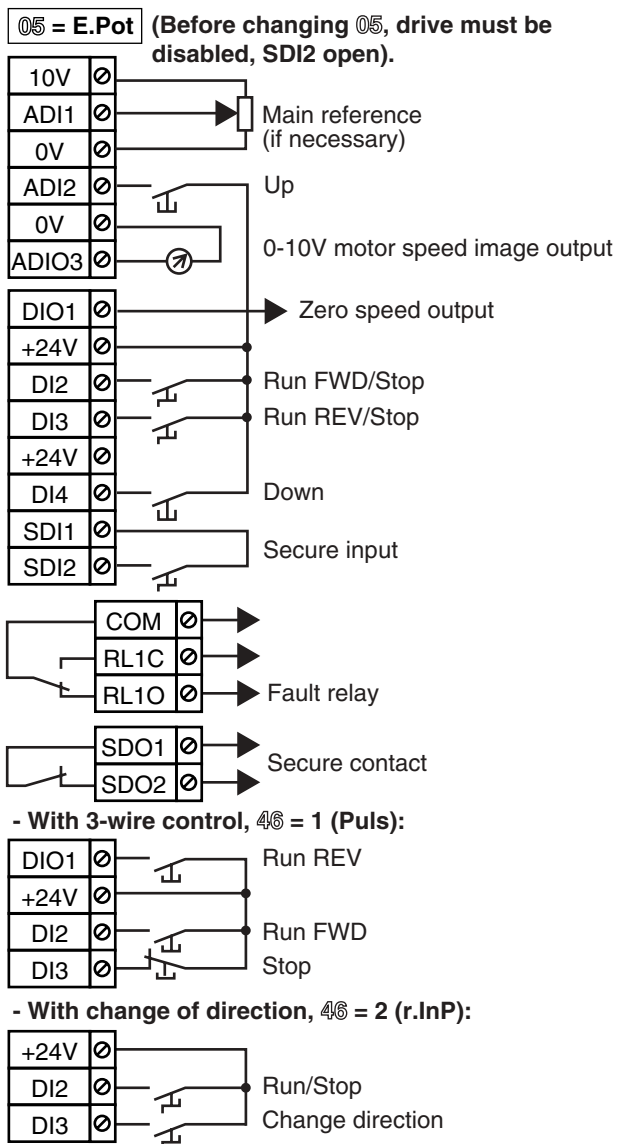 05 = E.Pot (Before changing 05, drive must be
disabled, SDI2 open).
10V
ADI1 Main reference
0V (if necessary)
ADI2 Up
0V
ADIO3 0-10V motor speed image output
DIO1 Zero speed output
+24V
DI2 Run FWD/Stop
DI3 Run REV/Stop
+24V
DI4 Down
SDI1
Secure input
SDI2
COM
RL1C
RL1O Fault relay
SDO1
Secure contact
SDO2
- With 3-wire control, 46 = 1 (Puls):
DIO1 Run REV
+24V
DI2 Run FWD
DI3 Stop
- With change of direction, 46 = 2 (r.InP):
+24V
DI2 Run/Stop
DI3 Change direction